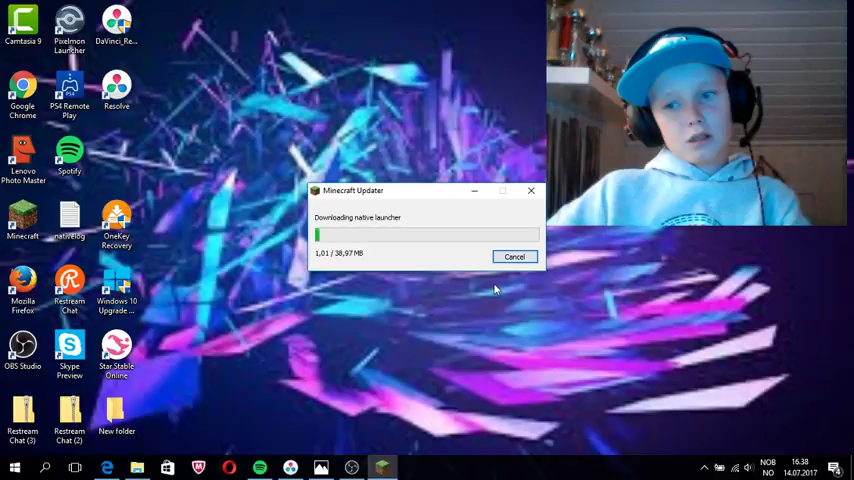 Camtasia 9
Pixelmon
Launcher
DaVinci_Re...
Google
Chrome
PS4 Remote
Play
Resolve
Lenovo
Photo Master
Spotify
Minecraft
nativelog
OneKey
Recovery
Mozilla
Firefox
Restream
Chat
Windows 10
Upgrade ...
OBS Studio
Skype
Preview
Star Stable
Online
Restream
Chat (3)
Restream
Chat (2)
New folder
Minecraft Updater
Downloading native launcher
1,01 / 38,97 MB
Cancel
NOB
NO
16.38
14.07.2017
4